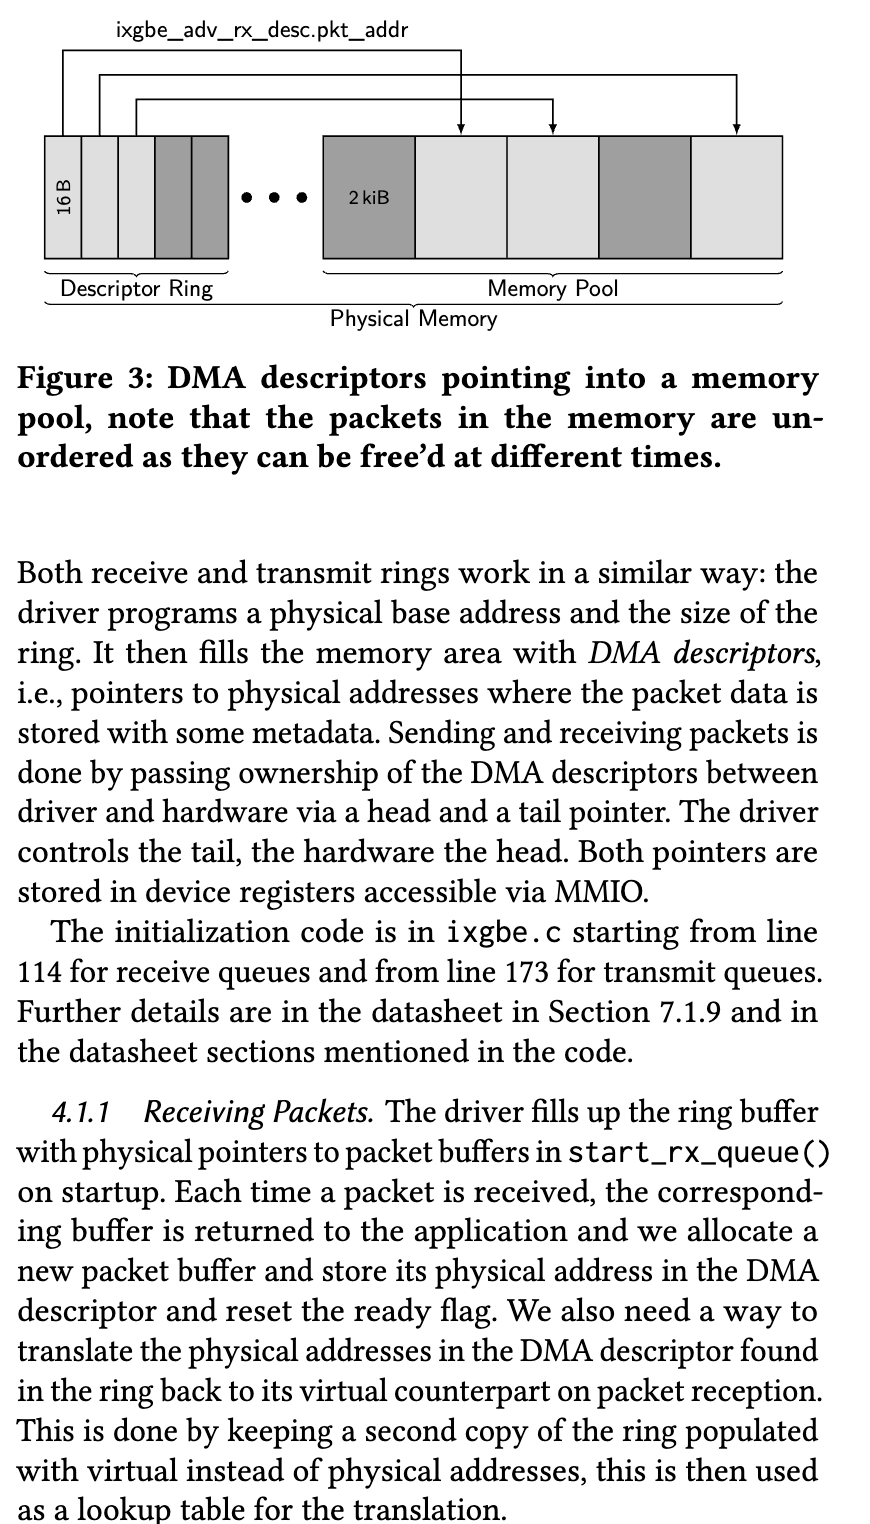 ixgbe_adv_rx_desc.pkt_addr
16 B
2 kiB
Descriptor Ring
Memory Pool
Physical Memory
Figure 3: DMA descriptors pointing into a memory
pool, note that the packets in the memory are un-
ordered as they can be free’d at different times.
Both receive and transmit rings work in a similar way: the
driver programs a physical base address and the size of the
ring. It then fills the memory area with DMA descriptors,
i.e., pointers to physical addresses where the packet data is
stored with some metadata. Sending and receiving packets is
done by passing ownership of the DMA descriptors between
driver and hardware via a head and a tail pointer. The driver
controls the tail, the hardware the head. Both pointers are
stored in device registers accessible via MMIO.
The initialization code is in ixgbe.c starting from line
114 for receive queues and from line 173 for transmit queues.
Further details are in the datasheet in Section 7.1.9 and in
the datasheet sections mentioned in the code.
4.1.1 Receiving Packets. The driver fills up the ring buffer
with physical pointers to packet buffers in start_rx_queue()
on startup. Each time a packet is received, the correspond-
ing buffer is returned to the application and we allocate a
new packet buffer and store its physical address in the DMA
descriptor and reset the ready flag. We also need a way to
translate the physical addresses in the DMA descriptor found
in the ring back to its virtual counterpart on packet reception.
This is done by keeping a second copy of the ring populated
with virtual instead of physical addresses, this is then used
as a lookup table for the translation.